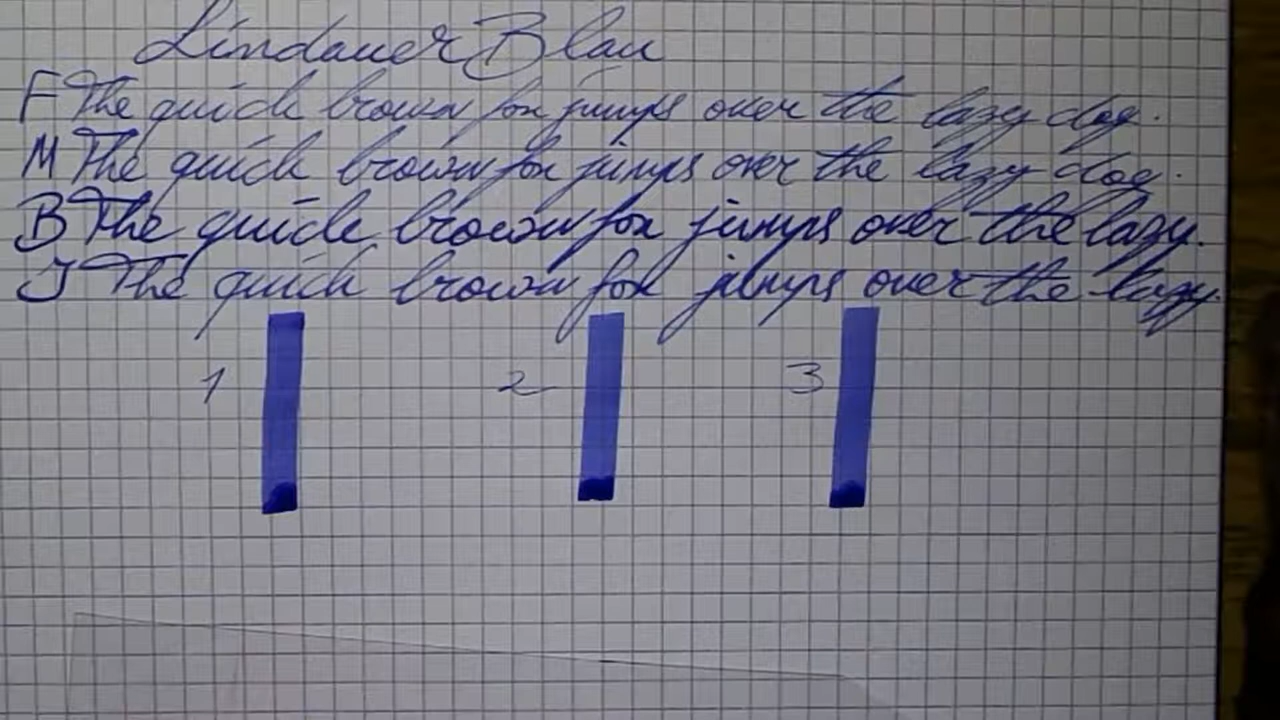 Lindauer Blau
F The quick brown fox jumps over the lazy dog.
M The quick brown fox jumps over the lazy dog.
B The quick brown fox jumps over the lazy.
J The quick brown fox jumps over the lazy.
1 2 3